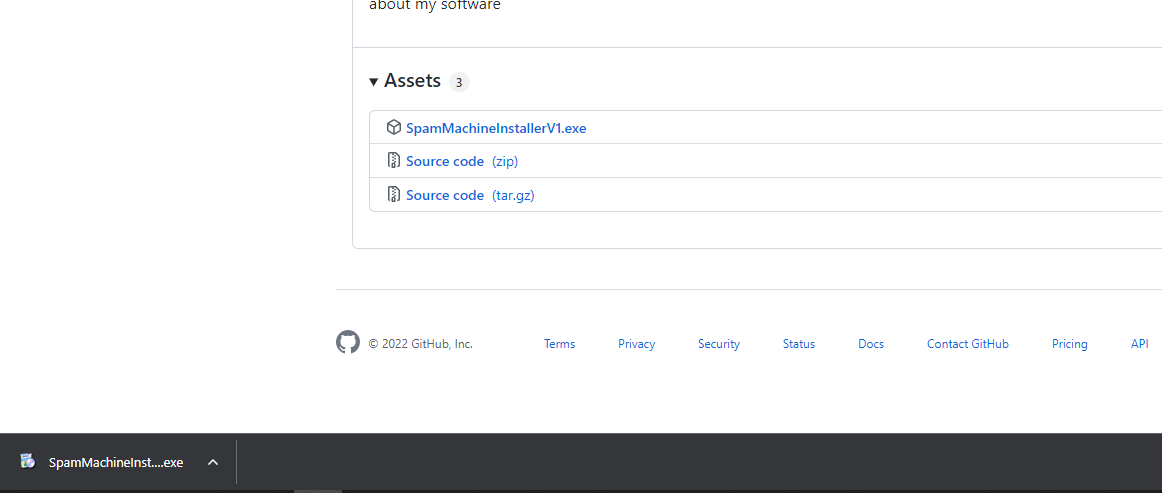 about my software
Assets 3
SpamMachineInstallerV1.exe
Source code (zip)
Source code (tar.gz)
© 2022 GitHub, Inc. Terms Privacy Security Status Docs Contact GitHub Pricing API
SpamMachineInst....exe